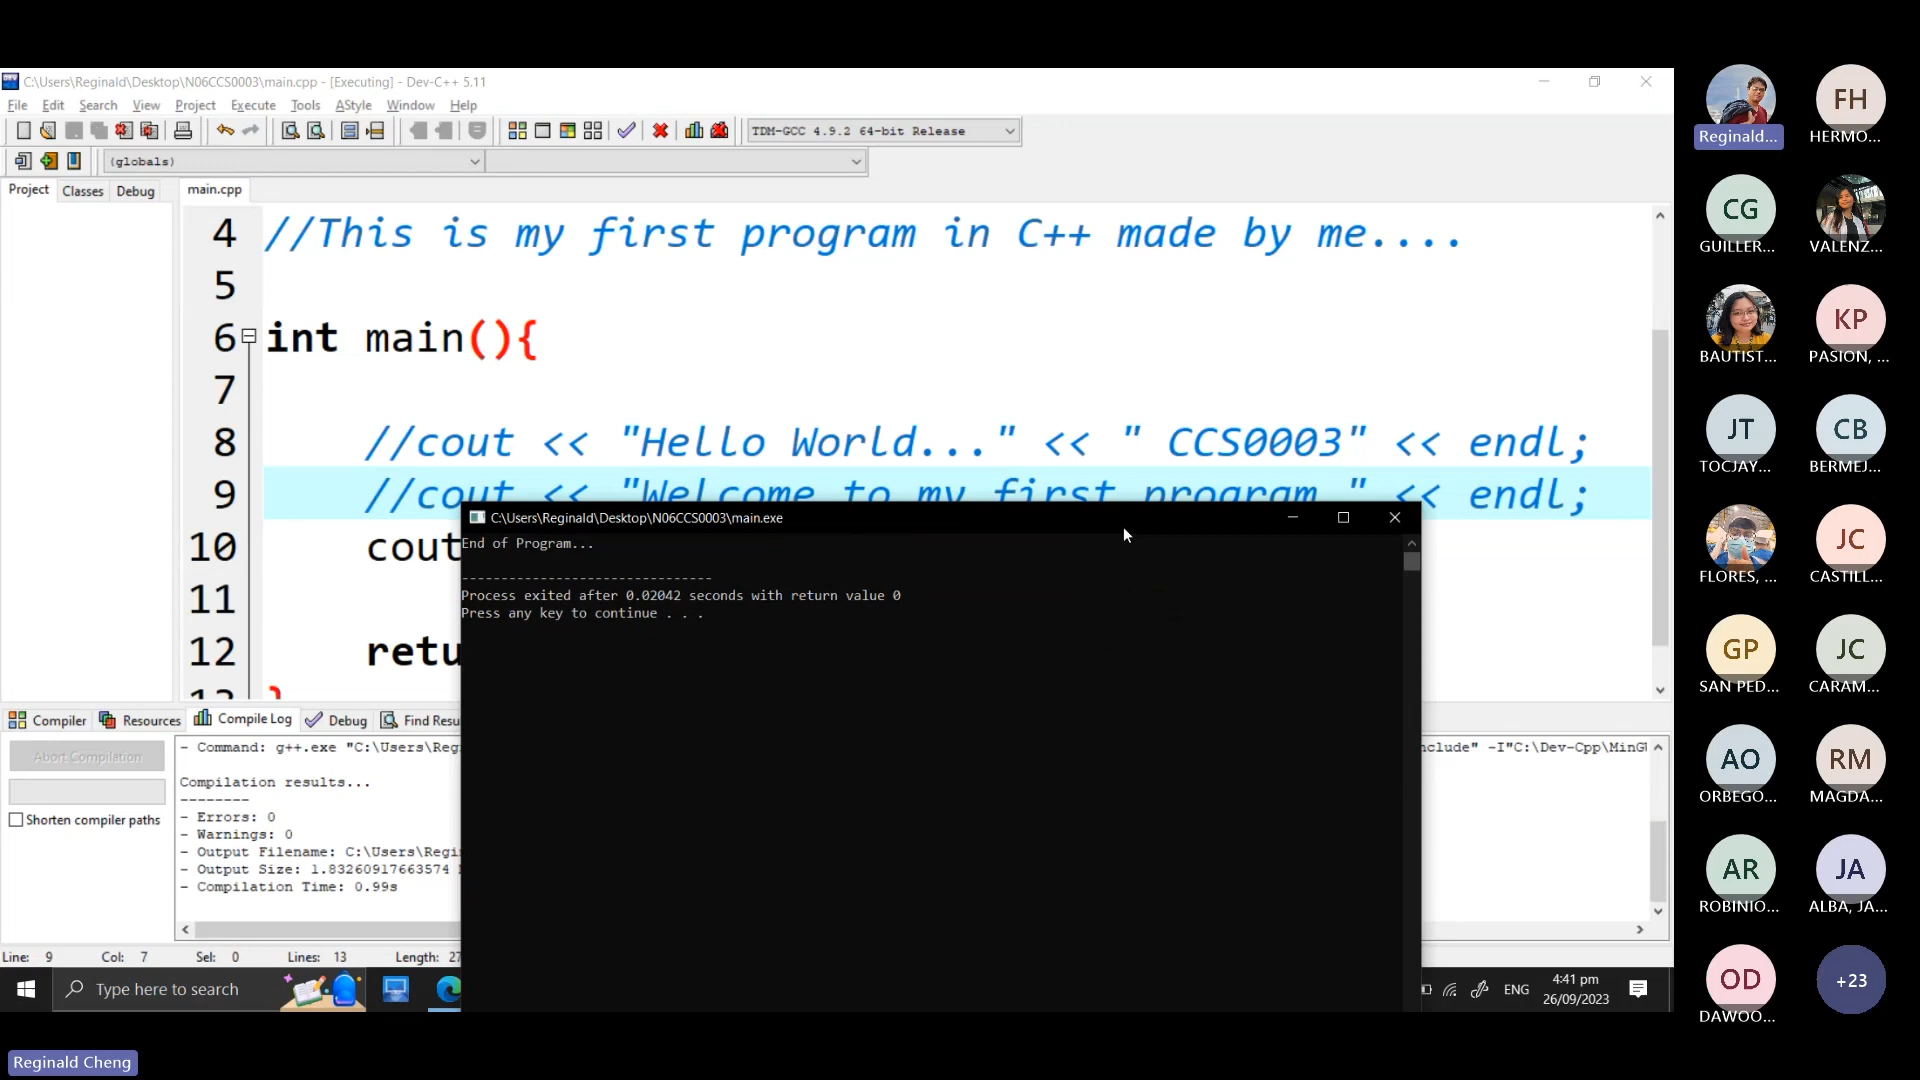 C:\Users\Reginald\Desktop\N06CCS0003\main.cpp - [Executing] - Dev-C++ 5.11
File Edit Search View Project Execute Tools AStyle Window Help
TDM-GCC 4.9.2 64-bit Release
(globals)
Project Classes Debug
main.cpp
4 //This is my first program in C++ made by me....
5
6 int main(){
7
8 //cout << "Hello World..." << " CCS0003" << endl;
9 //cout << "Welcome to my first program " << endl;
10 cout
11
12 retu
13 }
C:\Users\Reginald\Desktop\N06CCS0003\main.exe
End of Program...
--------------------------------
Process exited after 0.02042 seconds with return value 0
Press any key to continue . . .
Compiler Resources Compile Log Debug Find Resu
Abort Compilation
Shorten compiler paths
- Command: g++.exe "C:\Users\Reg
nclude" -I"C:\Dev-Cpp\MinG
Compilation results...
--------
- Errors: 0
- Warnings: 0
- Output Filename: C:\Users\Regi
- Output Size: 1.83260917663574
- Compilation Time: 0.99s
Line: 9 Col: 7 Sel: 0 Lines: 13 Length: 27
Type here to search
ENG
4:41 pm
26/09/2023
Reginald...
FH
HERMO...
CG
GUILLER...
VALENZ...
BAUTIST...
KP
PASION, ...
JT
TOCJAY...
CB
BERMEJ...
FLORES, ...
JC
CASTILL...
GP
SAN PED...
JC
CARAM...
AO
ORBEGO...
RM
MAGDA...
AR
ROBINIO...
JA
ALBA, JA...
OD
DAWOO...
+23
Reginald Cheng